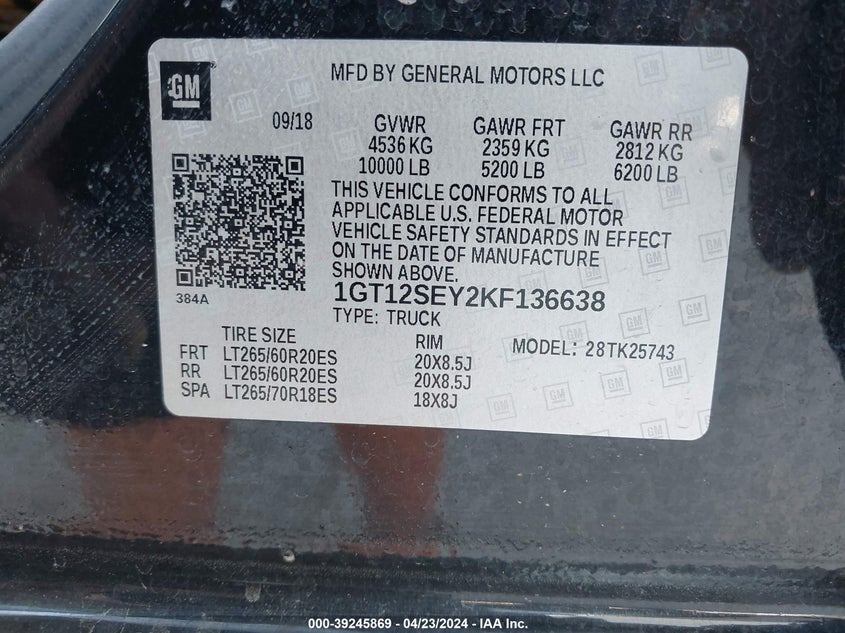 GM
MFD BY GENERAL MOTORS LLC
09/18 GVWR GAWR FRT GAWR RR
4536 KG 2359 KG 2812 KG
10000 LB 5200 LB 6200 LB
THIS VEHICLE CONFORMS TO ALL
APPLICABLE U.S. FEDERAL MOTOR
VEHICLE SAFETY STANDARDS IN EFFECT
ON THE DATE OF MANUFACTURE
SHOWN ABOVE.
384A
1GT12SEY2KF136638
TYPE: TRUCK
TIRE SIZE RIM MODEL: 28TK25743
FRT LT265/60R20ES 20X8.5J
RR LT265/60R20ES 20X8.5J
SPA LT265/70R18ES 18X8J
000-39245869 - 04/23/2024 - IAA Inc.